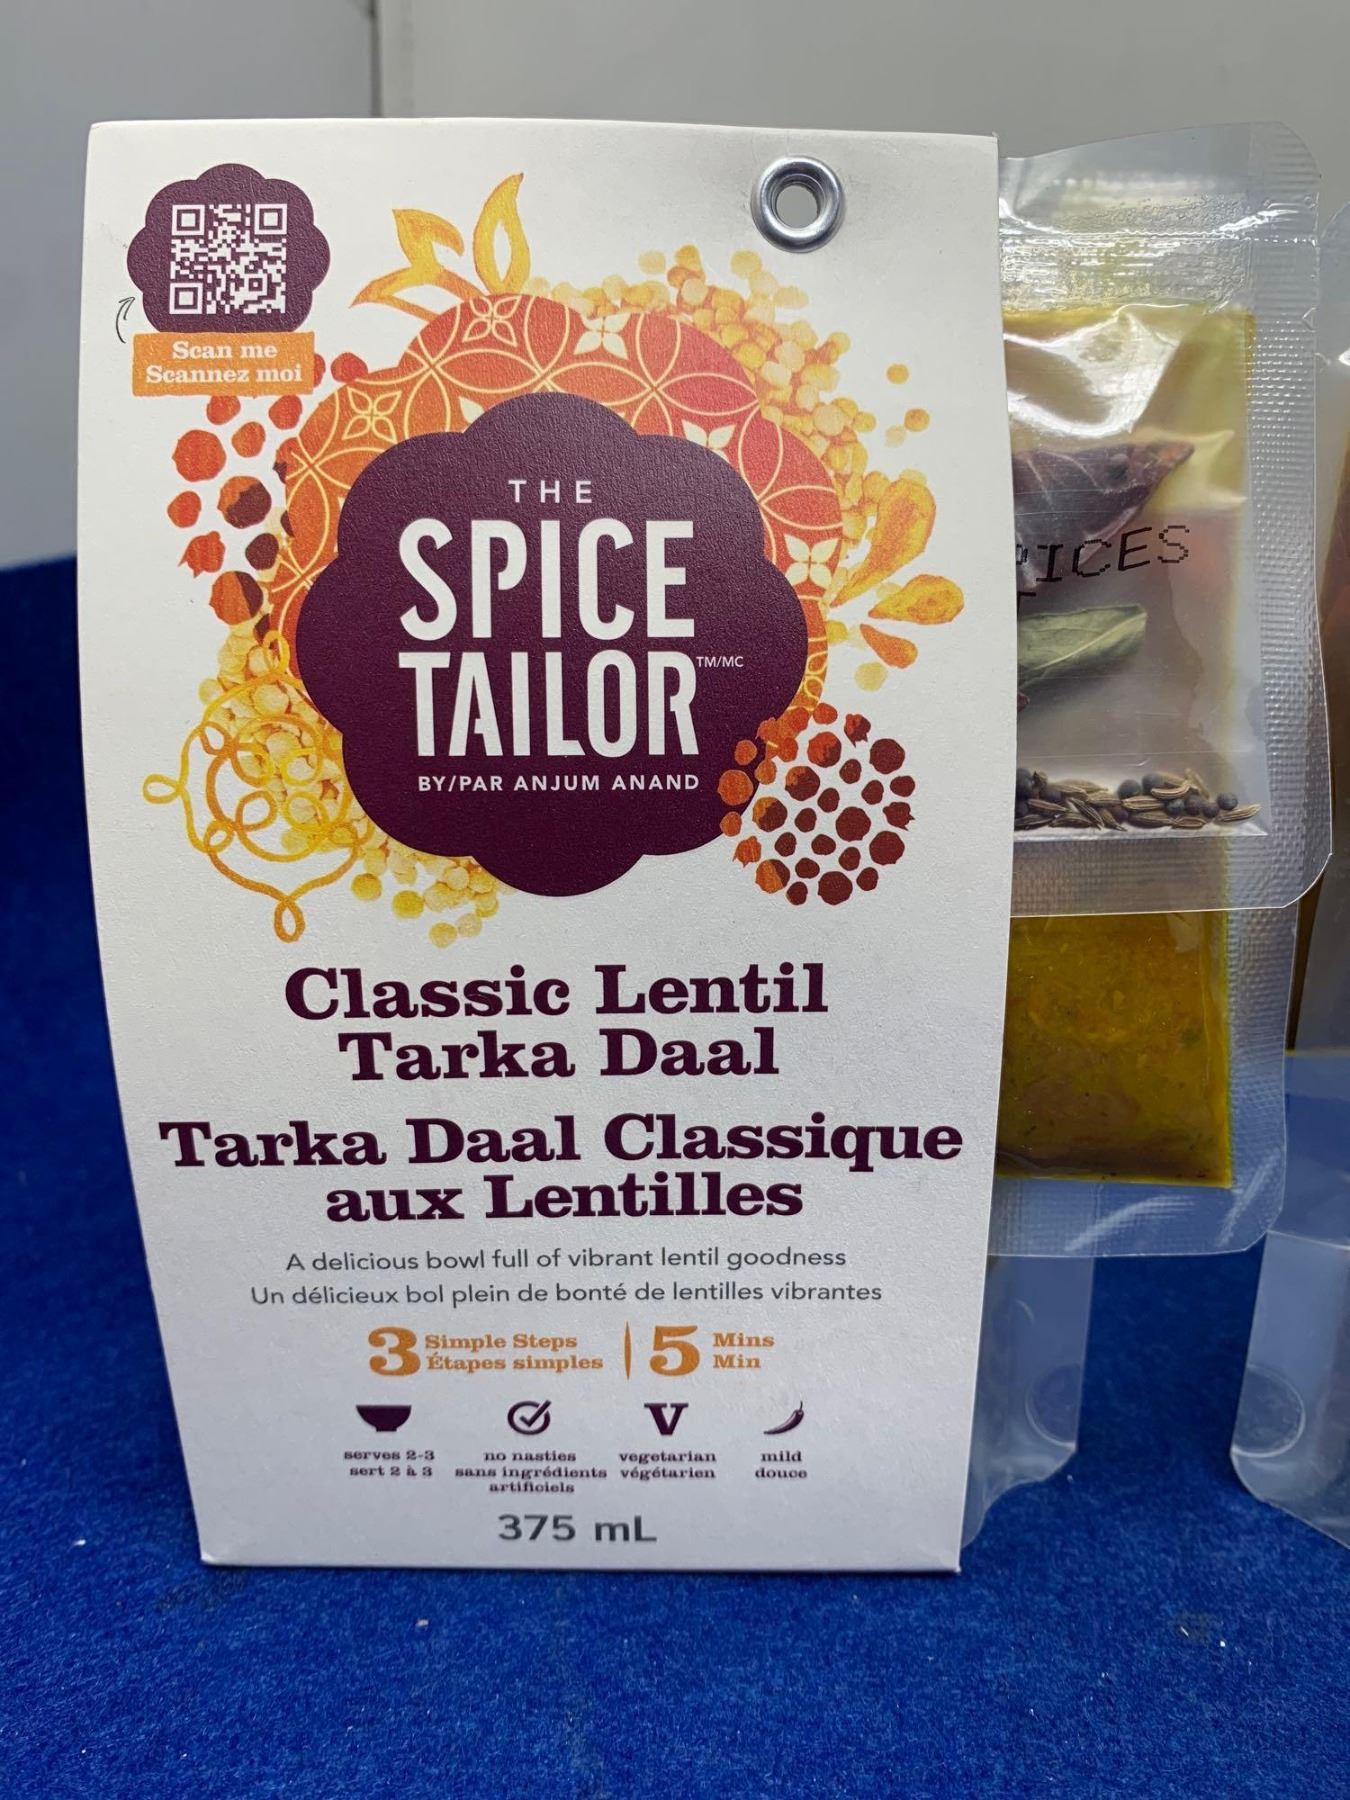 Scan me
Scannez moi
THE
SPICE
TAILOR™/MC
BY/PAR ANJUM ANAND
Classic Lentil
Tarka Daal
Tarka Daal Classique
aux Lentilles
A delicious bowl full of vibrant lentil goodness
Un délicieux bol plein de bonté de lentilles vibrantes
3 Simple Steps
Étapes simples
5 Mins
Min
serves 2-3
sert 2 à 3
no nasties
sans ingrédients
artificiels
V
vegetarian
végétarien
mild
douce
375 mL